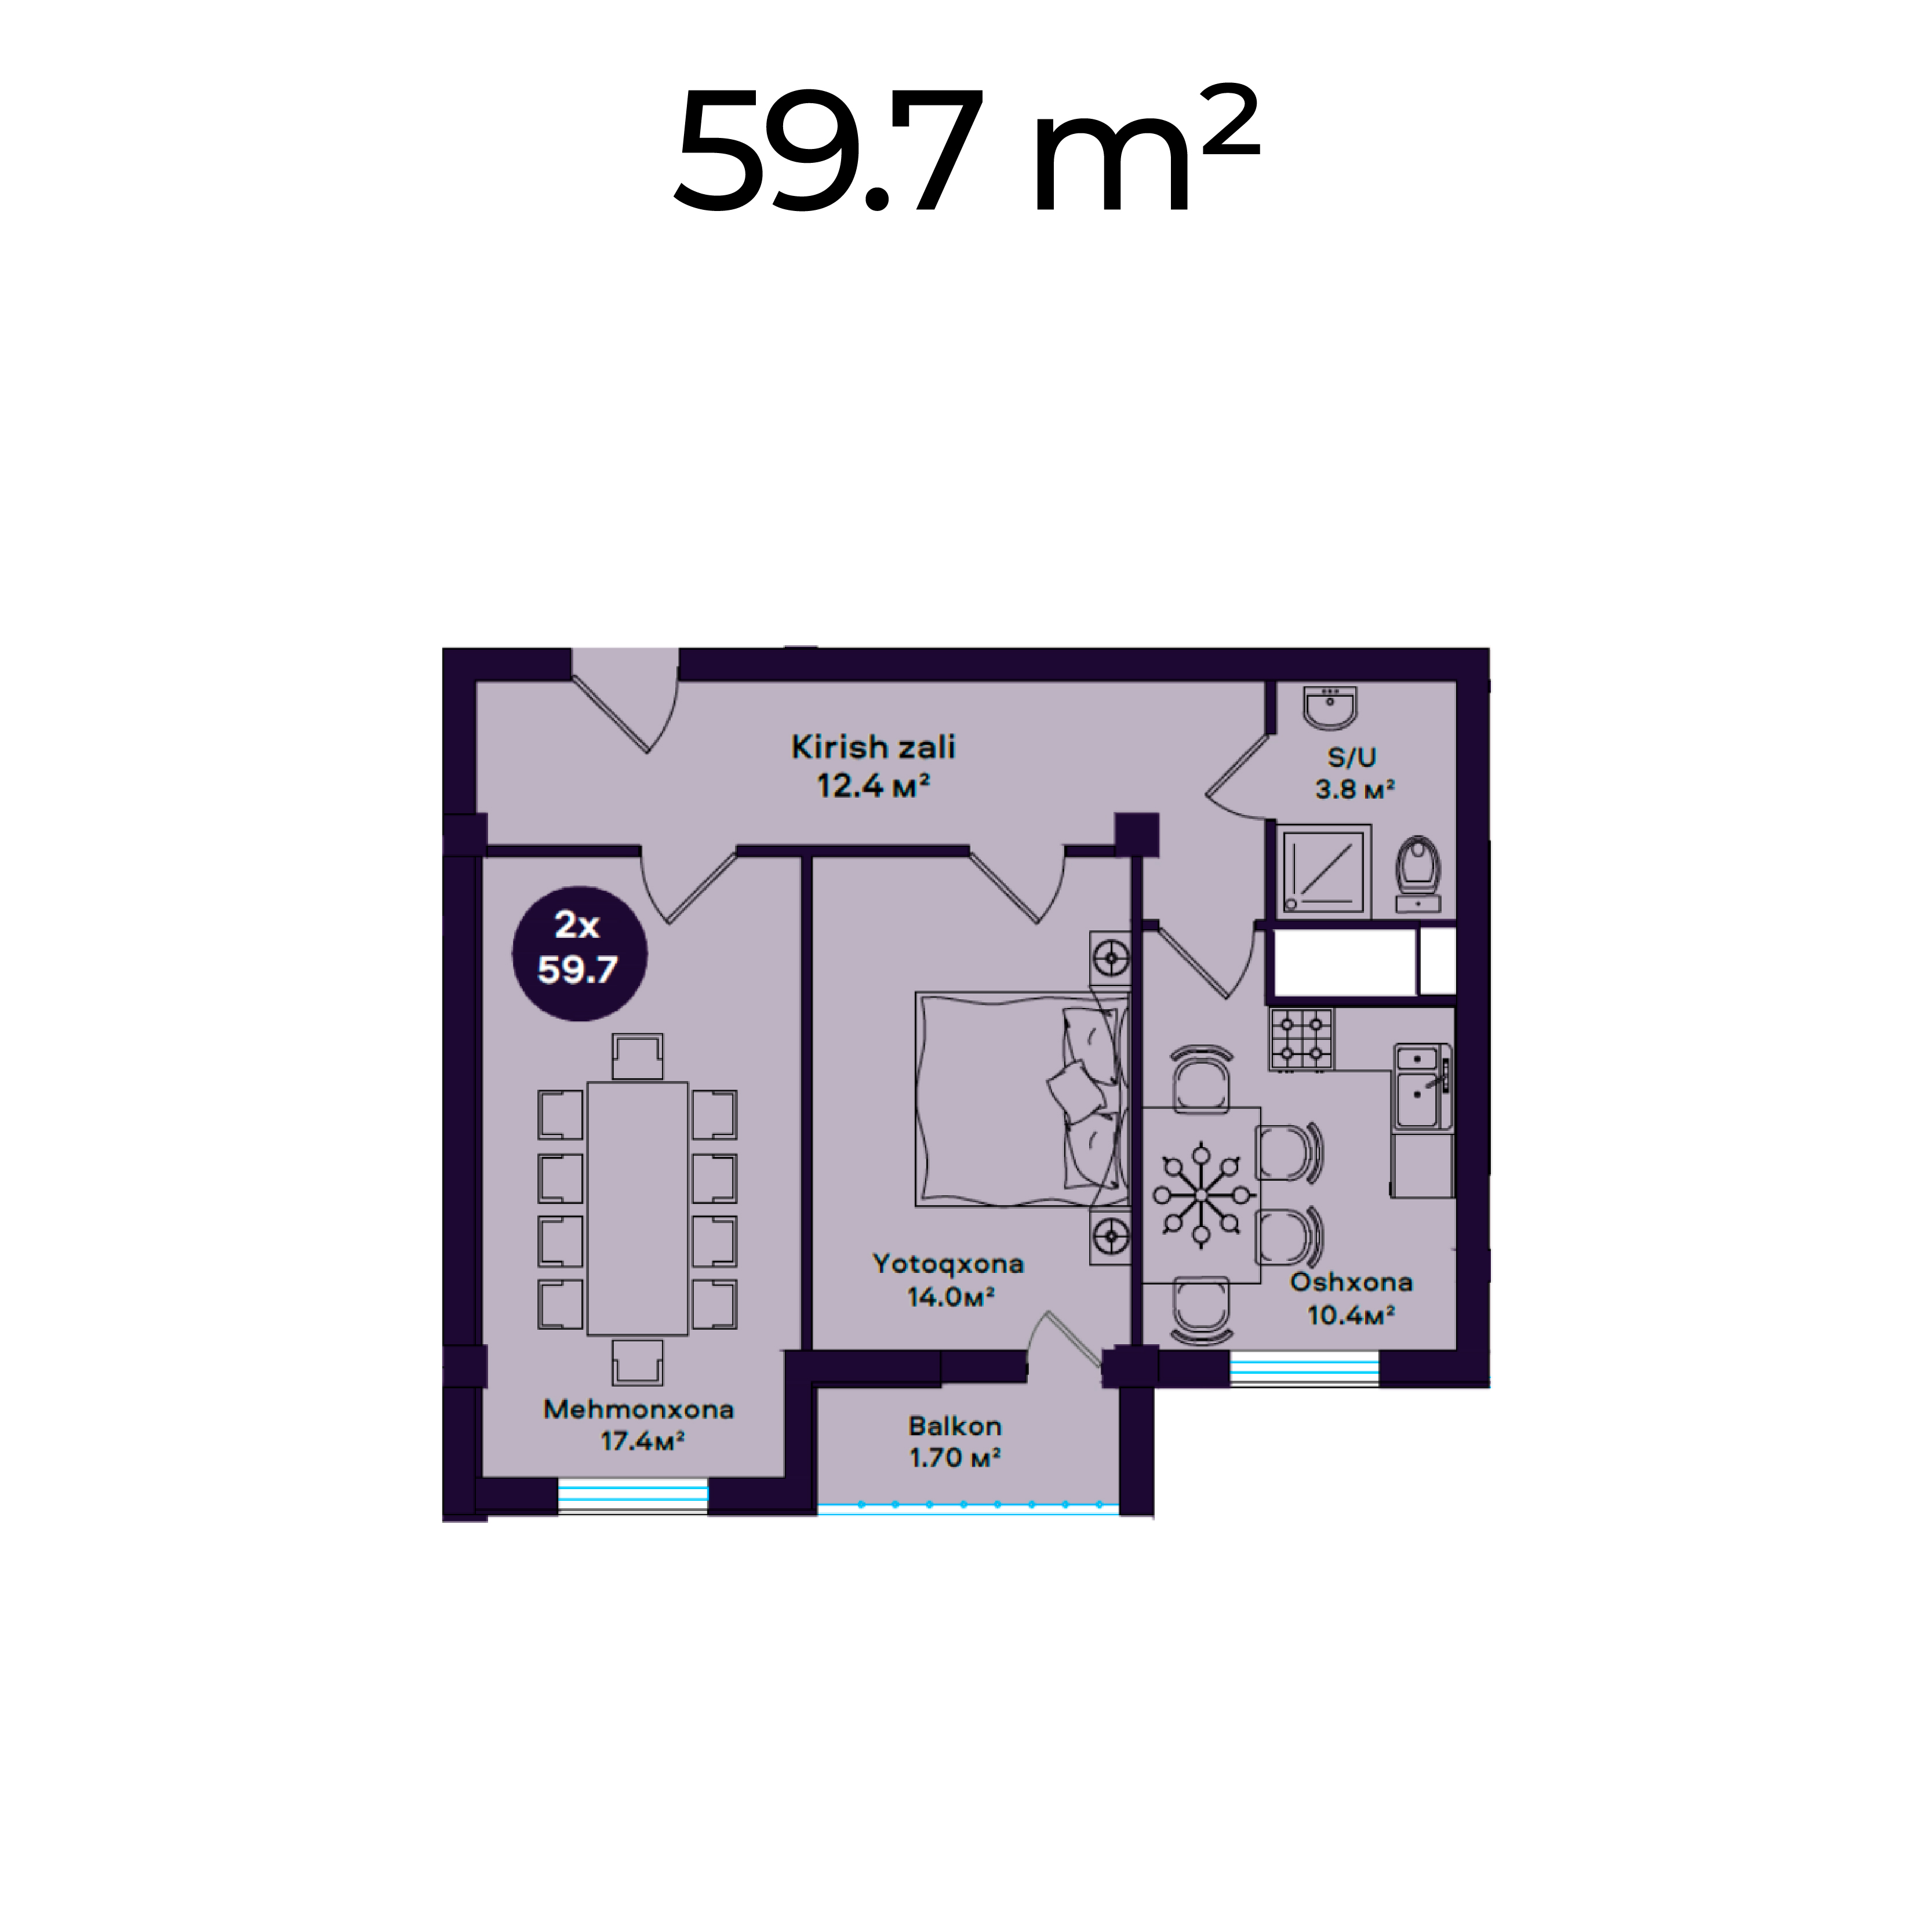 59.7 m²
Kirish zali
12.4 м²
S/U
3.8 м²
2x
59.7
Yotoqxona
14.0м²
Oshxona
10.4м²
Mehmonxona
17.4м²
Balkon
1.70 м²